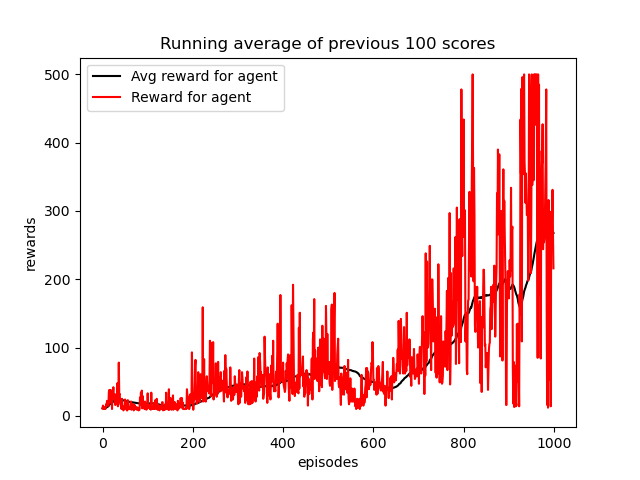 Running average of previous 100 scores
500
400
300
200
100
0
rewards
Avg reward for agent
Reward for agent
0
200
400
600
800
1000
episodes